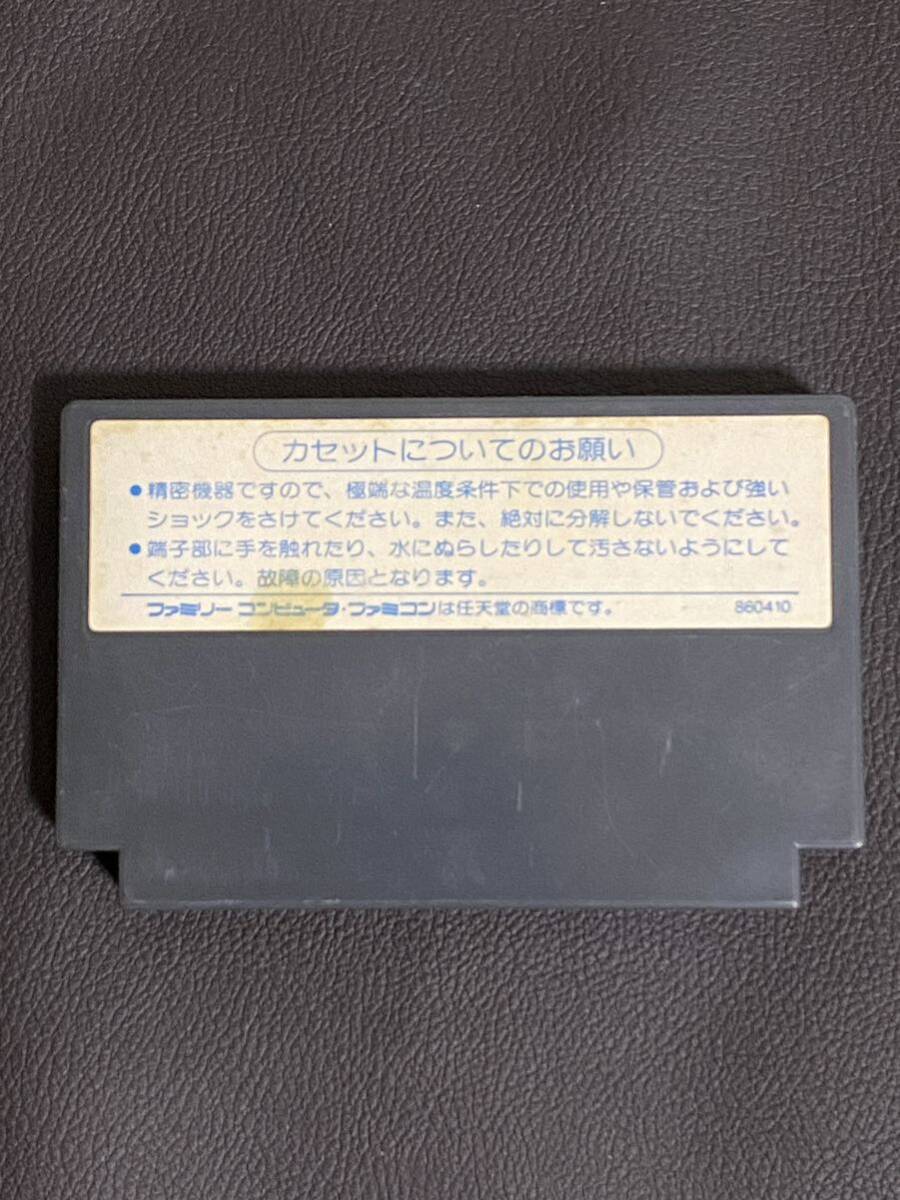 カセットについてのお願い
●精密機器ですので、極端な温度条件下での使用や保管および強い
ショックをさけてください。また、絶対に分解しないでください。
●端子部に手を触れたり、水にぬらしたりして汚さないようにして
ください。故障の原因となります。
ファミリーコンピュータ・ファミコンは任天堂の商標です。 860410